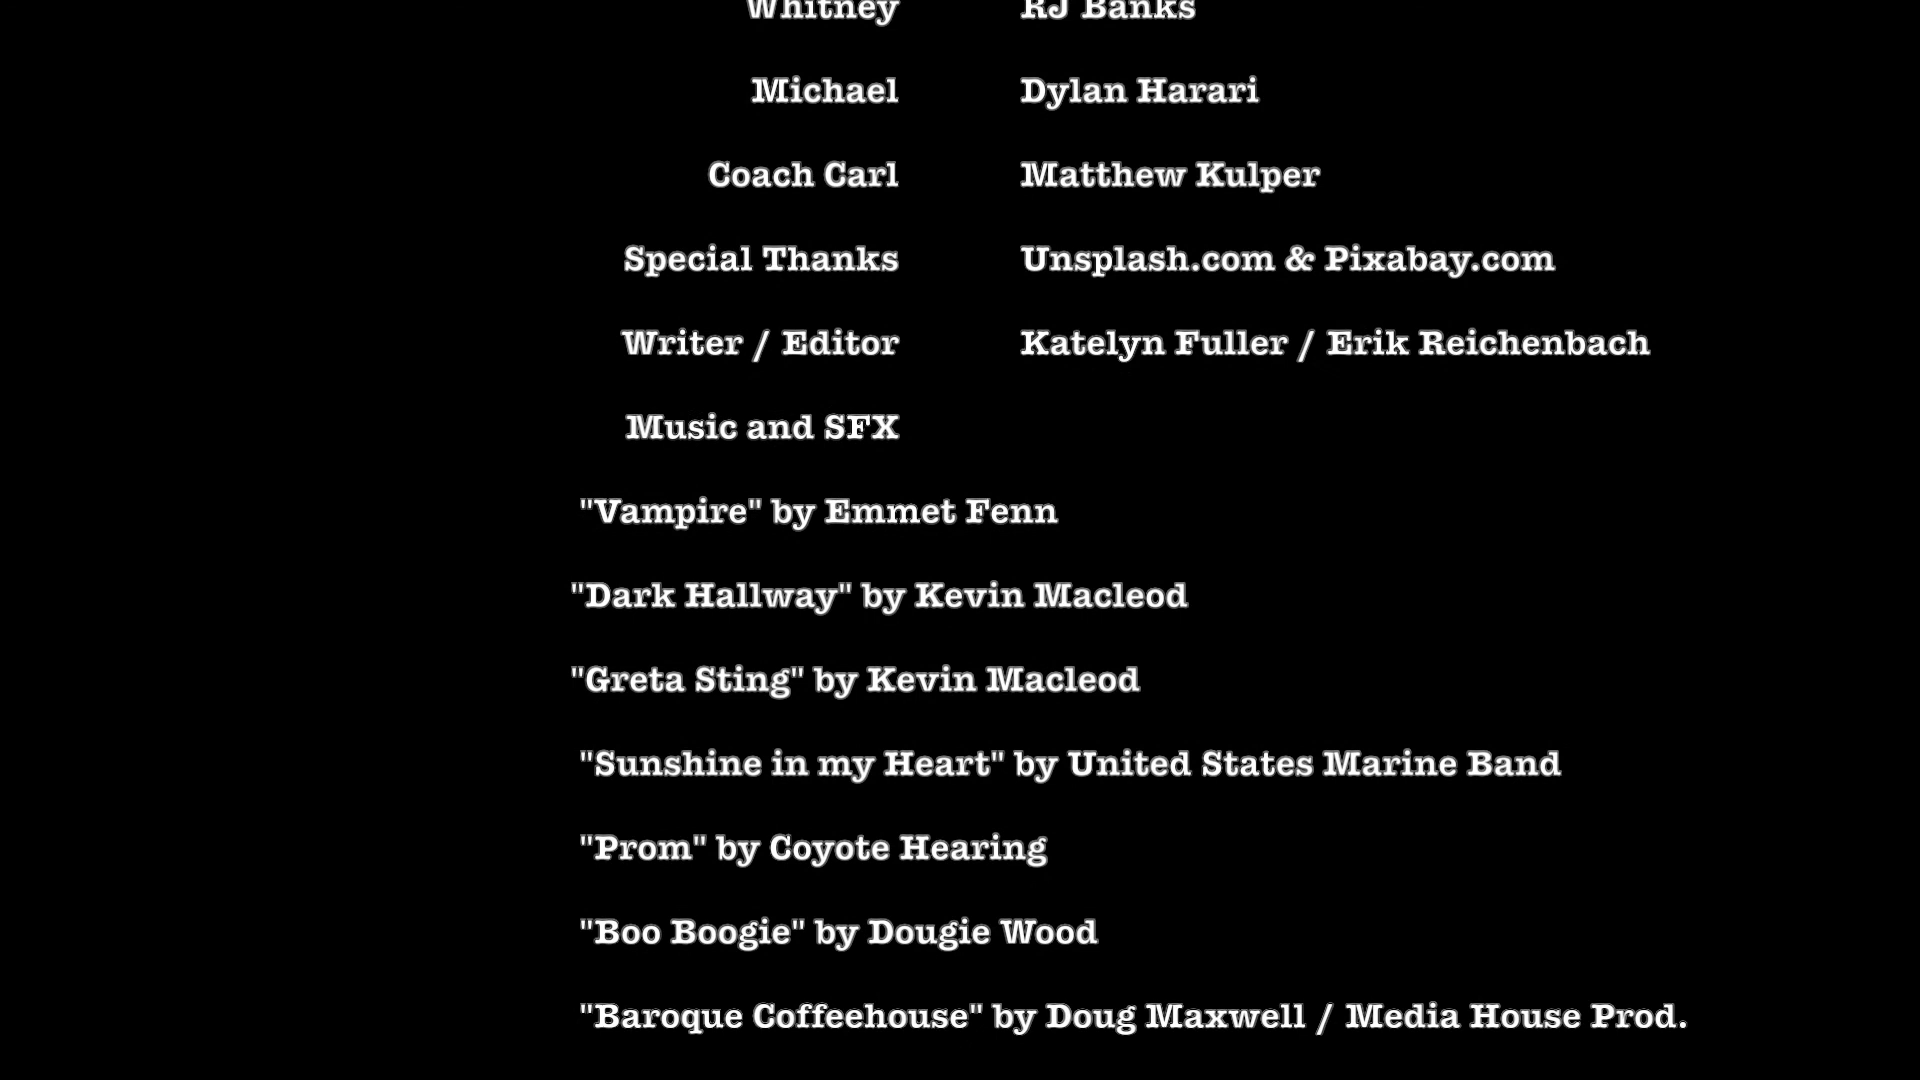 Whitney RJ Banks
Michael Dylan Harari
Coach Carl Matthew Kulper
Special Thanks Unsplash.com & Pixabay.com
Writer / Editor Katelyn Fuller / Erik Reichenbach
Music and SFX
"Vampire" by Emmet Fenn
"Dark Hallway" by Kevin Macleod
"Greta Sting" by Kevin Macleod
"Sunshine in my Heart" by United States Marine Band
"Prom" by Coyote Hearing
"Boo Boogie" by Dougie Wood
"Baroque Coffeehouse" by Doug Maxwell / Media House Prod.